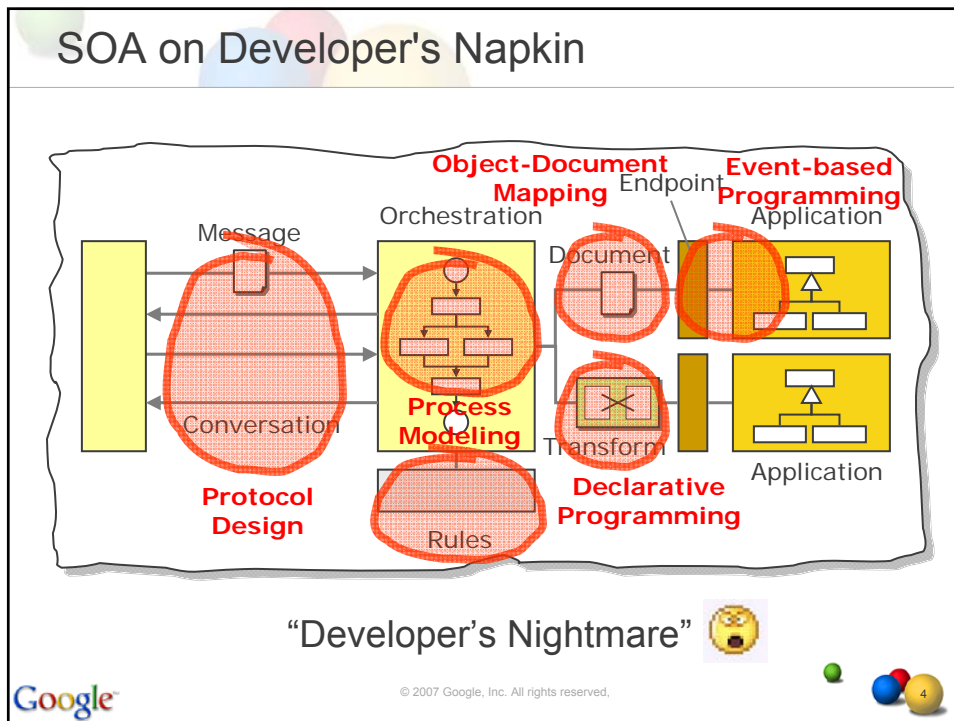 SOA on Developer's Napkin
Object-Document
Mapping
Endpoint
Event-based
Programming
Orchestration
Application
Message
Document
Process
Modeling
Conversation
Transform
Application
Protocol
Design
Declarative
Programming
Rules
“Developer’s Nightmare”
Google™
© 2007 Google, Inc. All rights reserved,
4